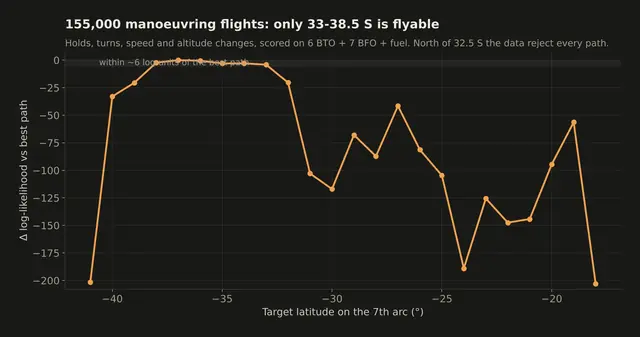 155,000 manoeuvring flights: only 33-38.5 S is flyable
Holds, turns, speed and altitude changes, scored on 6 BTO + 7 BFO + fuel. North of 32.5 S the data reject every path.
within ~6 log units of the best path
0
−25
−50
−75
−100
−125
−150
−175
−200
Δ log-likelihood vs best path
−40
−35
−30
−25
−20
Target latitude on the 7th arc (°)